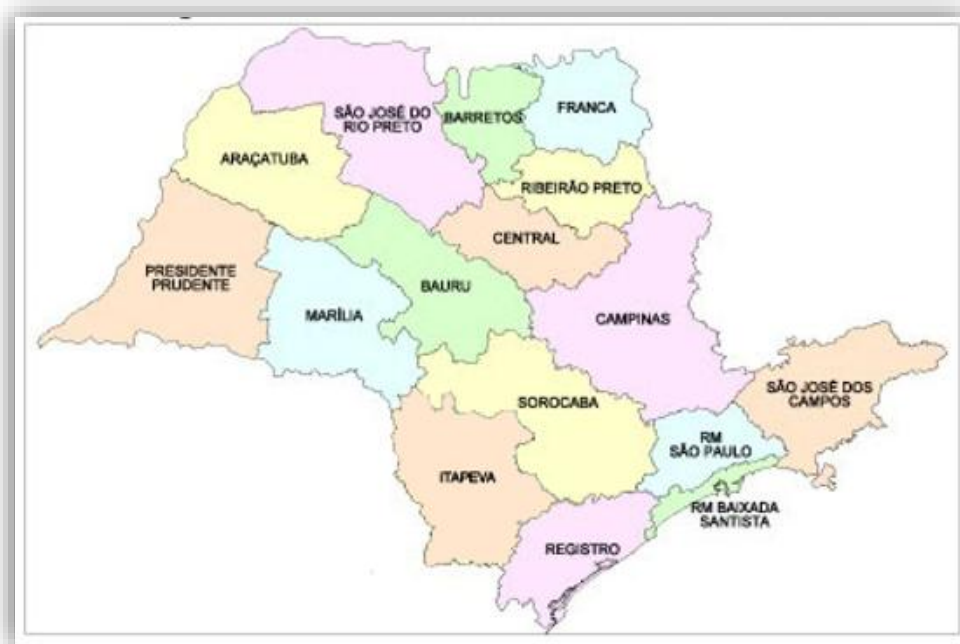 SÃO JOSÉ DO
RIO PRETO
BARRETOS
FRANCA
ARAÇATUBA
RIBEIRÃO PRETO
CENTRAL
PRESIDENTE
PRUDENTE
BAURU
MARÍLIA
CAMPINAS
SÃO JOSÉ DOS
CAMPOS
SOROCABA
RM
SÃO PAULO
ITAPEVA
RM BAIXADA
SANTISTA
REGISTRO